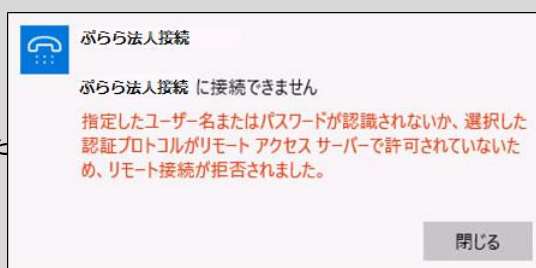 ぷらら法人接続
ぷらら法人接続 に接続できません
指定したユーザー名またはパスワードが認識されないか、選択した
認証プロトコルがリモート アクセス サーバーで許可されていないた
め、リモート接続が拒否されました。
閉じる